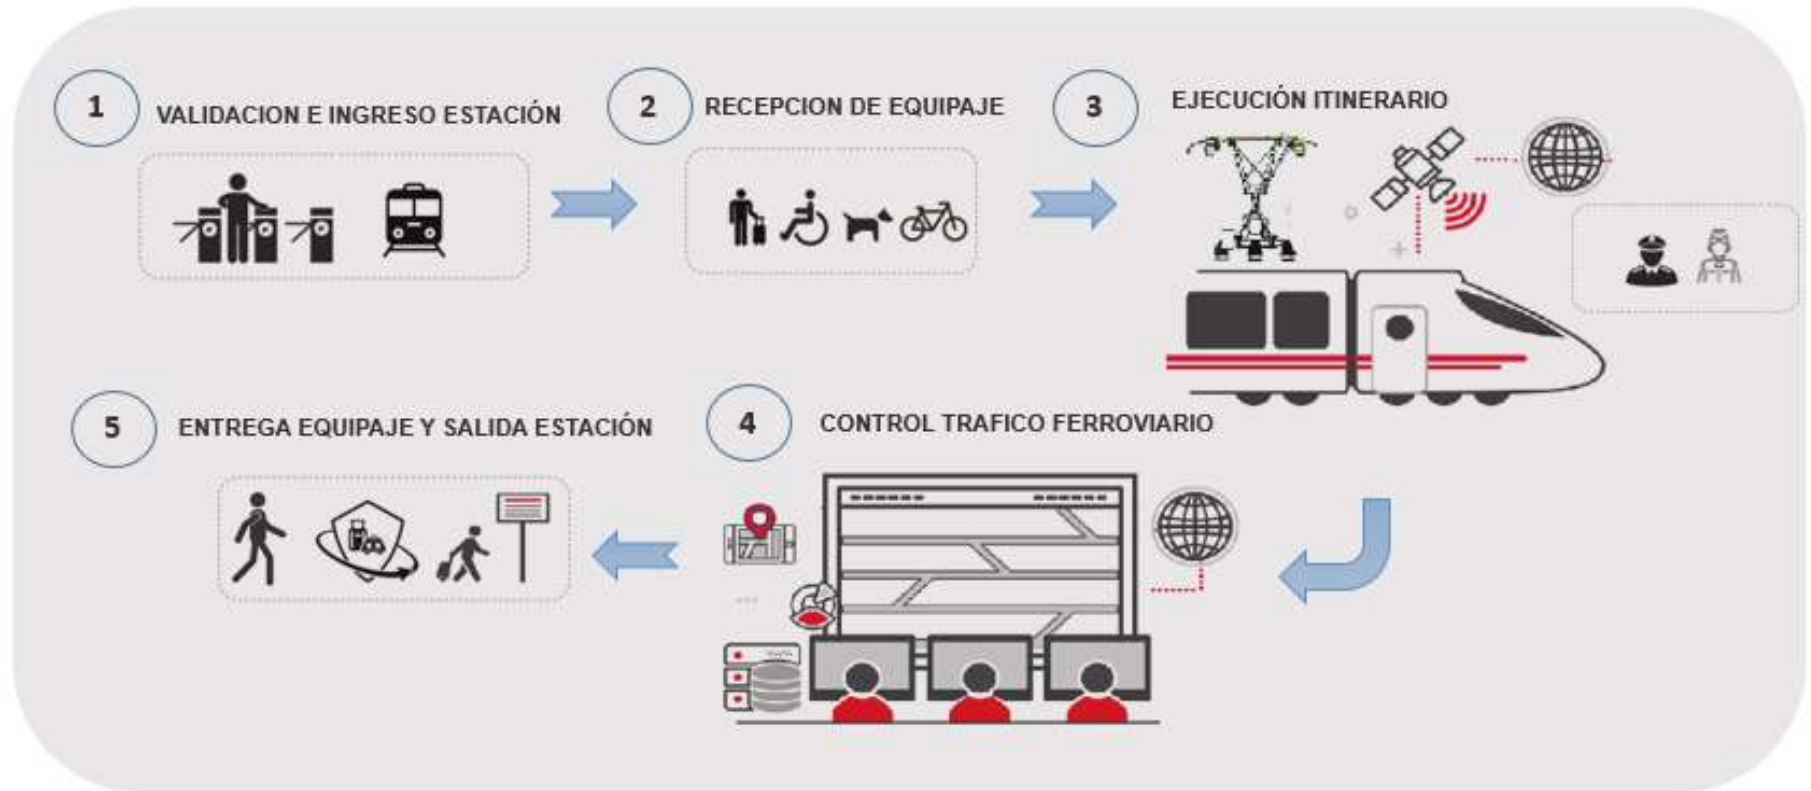 1
VALIDACION E INGRESO ESTACIÓN
2
RECEPCION DE EQUIPAJE
3
EJECUCIÓN ITINERARIO
5
ENTREGA EQUIPAJE Y SALIDA ESTACIÓN
4
CONTROL TRAFICO FERROVIARIO